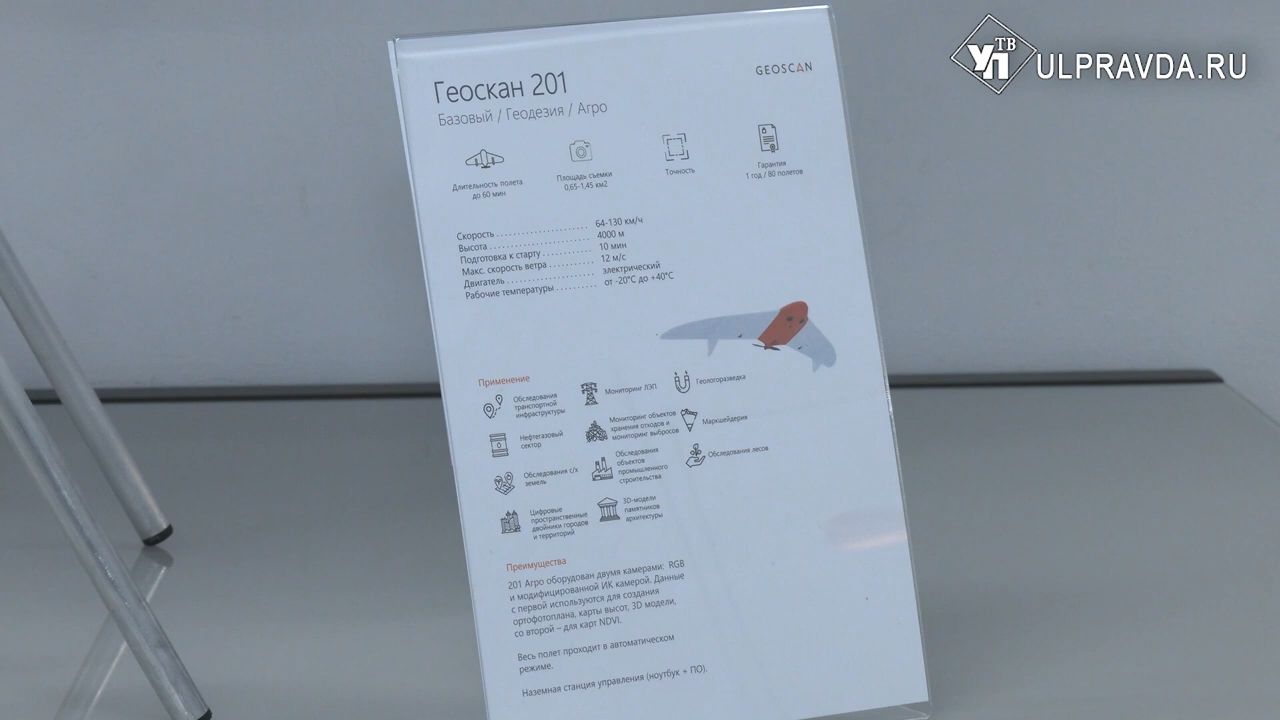 УП ТВ ULPRAVDA.RU
GEOSCAN
Геоскан 201
Базовый / Геодезия / Агро
Длительность полета
до 60 мин
Площадь съемки
0,65-1,45 км2
Точность
Гарантия
1 год / 80 полетов
Скорость ........................ 64-130 км/ч
Высота .......................... 4000 м
Подготовка к старту ............ 10 мин
Макс. скорость ветра .......... 12 м/с
Двигатель ....................... электрический
Рабочие температуры .......... от -20°C до +40°C
Применение
Обследования
транспортной
инфраструктуры
Мониторинг ЛЭП
Геологоразведка
Нефтегазовый
сектор
Мониторинг объектов
хранения отходов и
мониторинг выбросов
Маркшейдерия
Обследования с/х
земель
Обследования
объектов
промышленного
строительства
Обследования лесов
Цифровые
пространственные
двойники городов
и территорий
3D-модели
памятников
архитектуры
Преимущества
201 Агро оборудован двумя камерами: RGB
и модифицированной ИК камерой. Данные
с первой используются для создания
ортофотоплана, карты высот, 3D модели,
со второй – для карт NDVI.
Весь полет проходит в автоматическом
режиме.
Наземная станция управления (ноутбук + ПО).